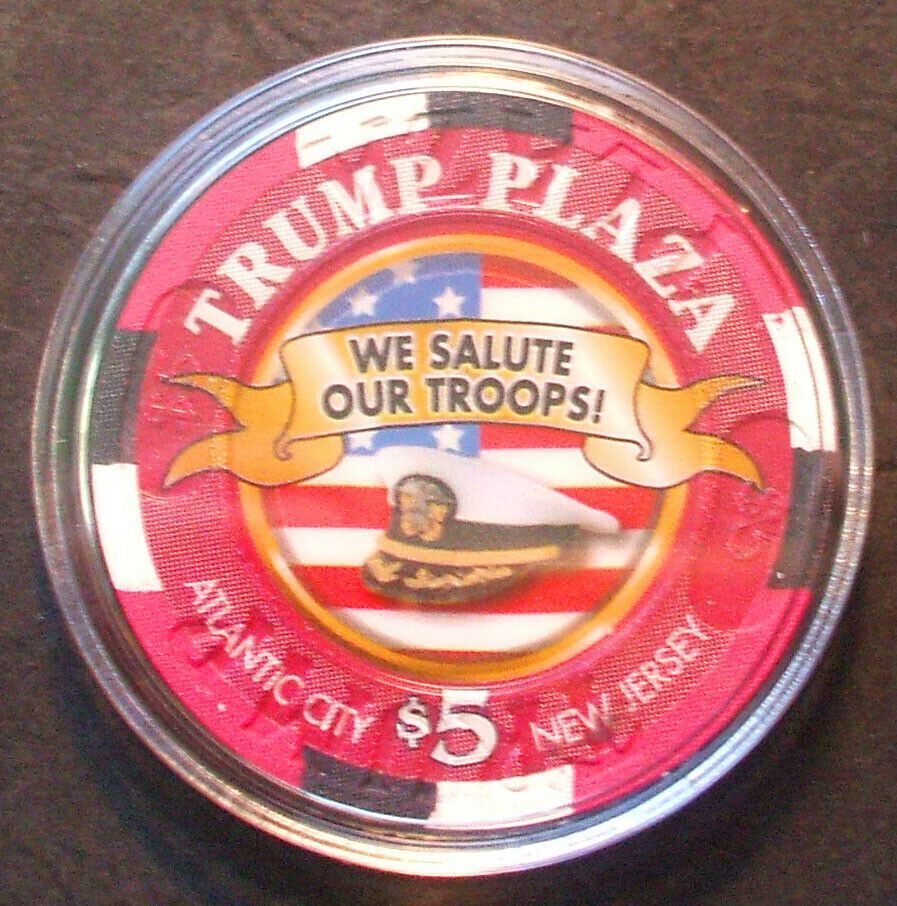 TRUMP PLAZA
WE SALUTE
OUR TROOPS!
ATLANTIC CITY
$5
NEW JERSEY